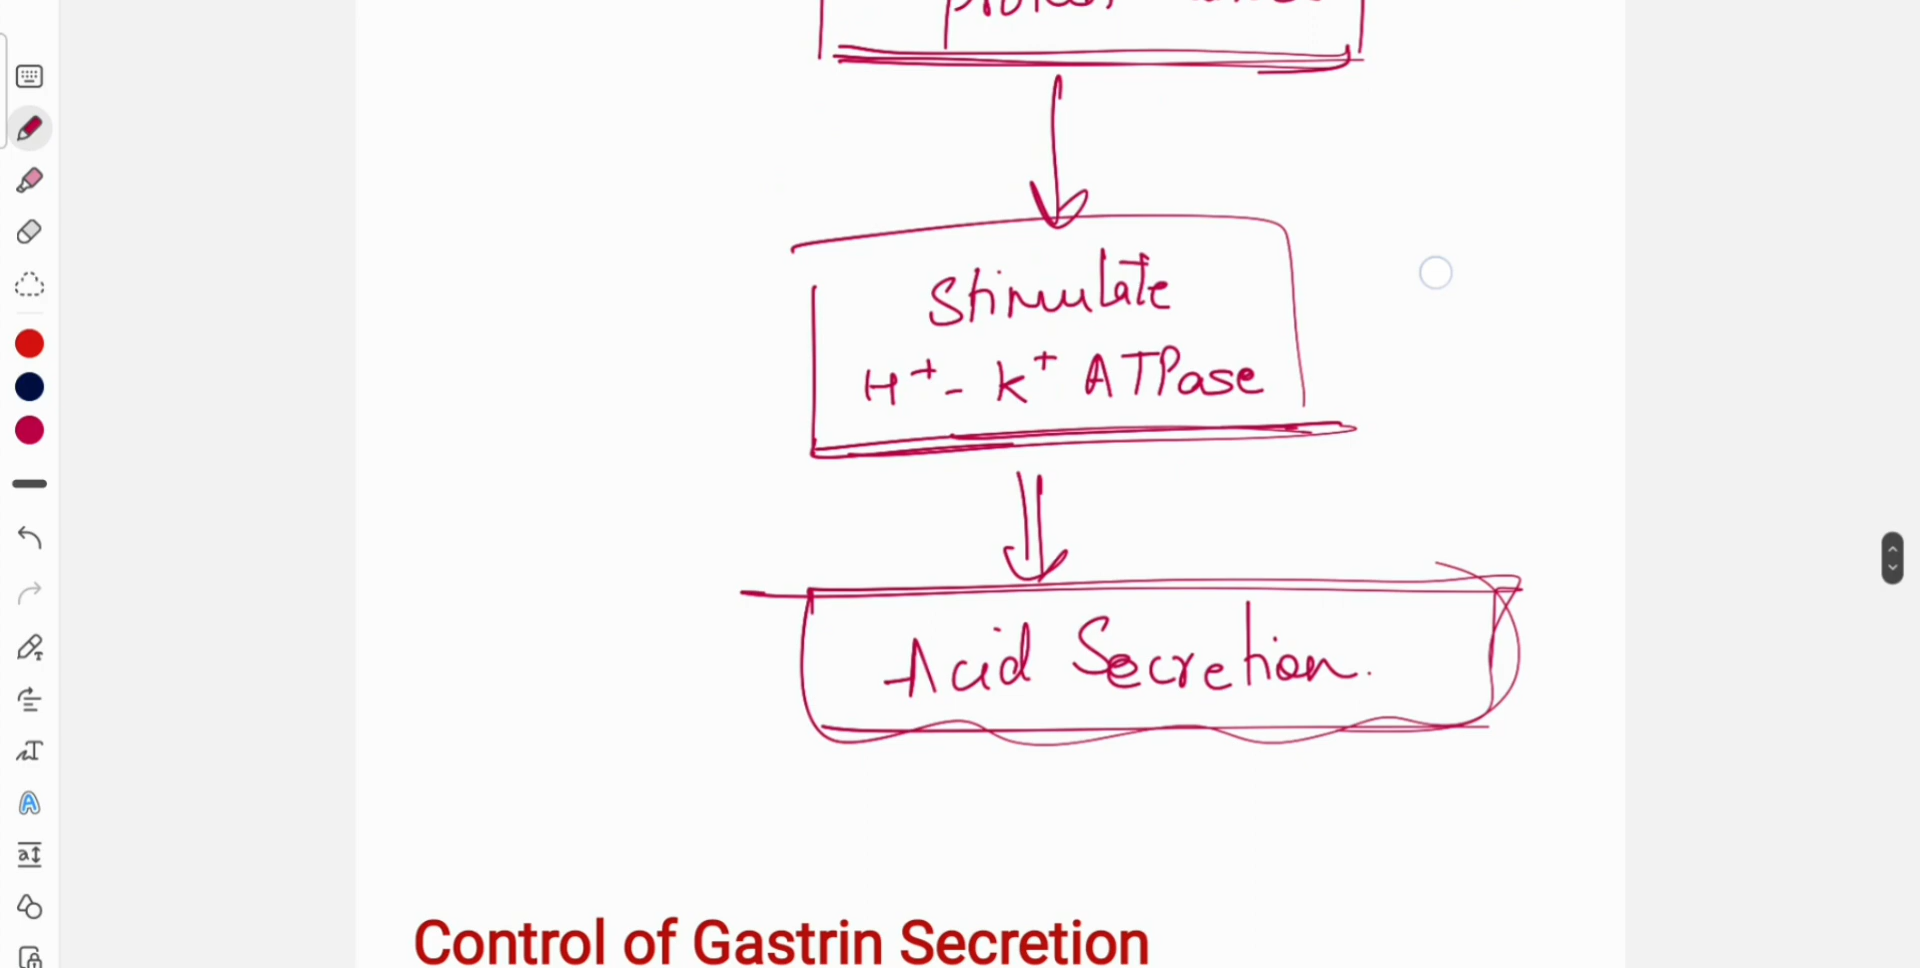 Stimulate
H+ - K+ ATPase
Acid Secretion.
Control of Gastrin Secretion